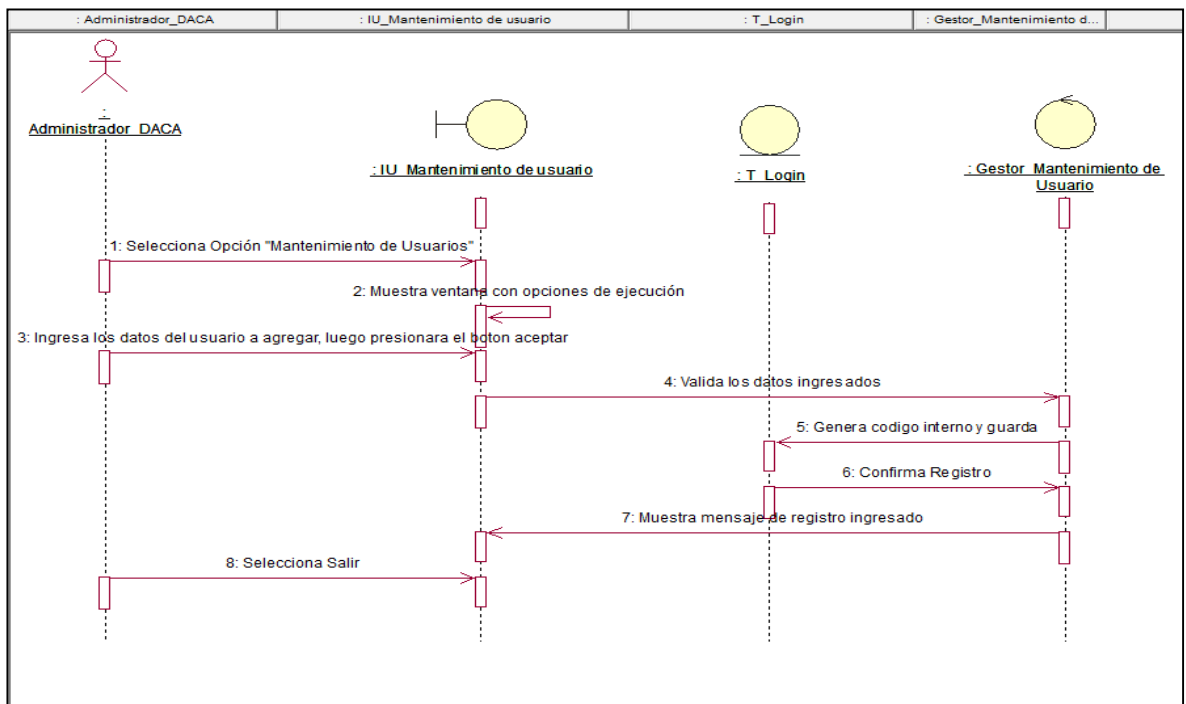 : Administrador_DACA
: IU_Mantenimiento de usuario
: T_Login
: Gestor_Mantenimiento d...
:
Administrador_DACA
: IU_Mantenimiento de usuario
: T_Login
: Gestor_Mantenimiento de
Usuario
1: Selecciona Opción "Mantenimiento de Usuarios"
2: Muestra ventana con opciones de ejecución
3: Ingresa los datos del usuario a agregar, luego presionara el boton aceptar
4: Valida los datos ingresados
5: Genera codigo interno y guarda
6: Confirma Registro
7: Muestra mensaje de registro ingresado
8: Selecciona Salir